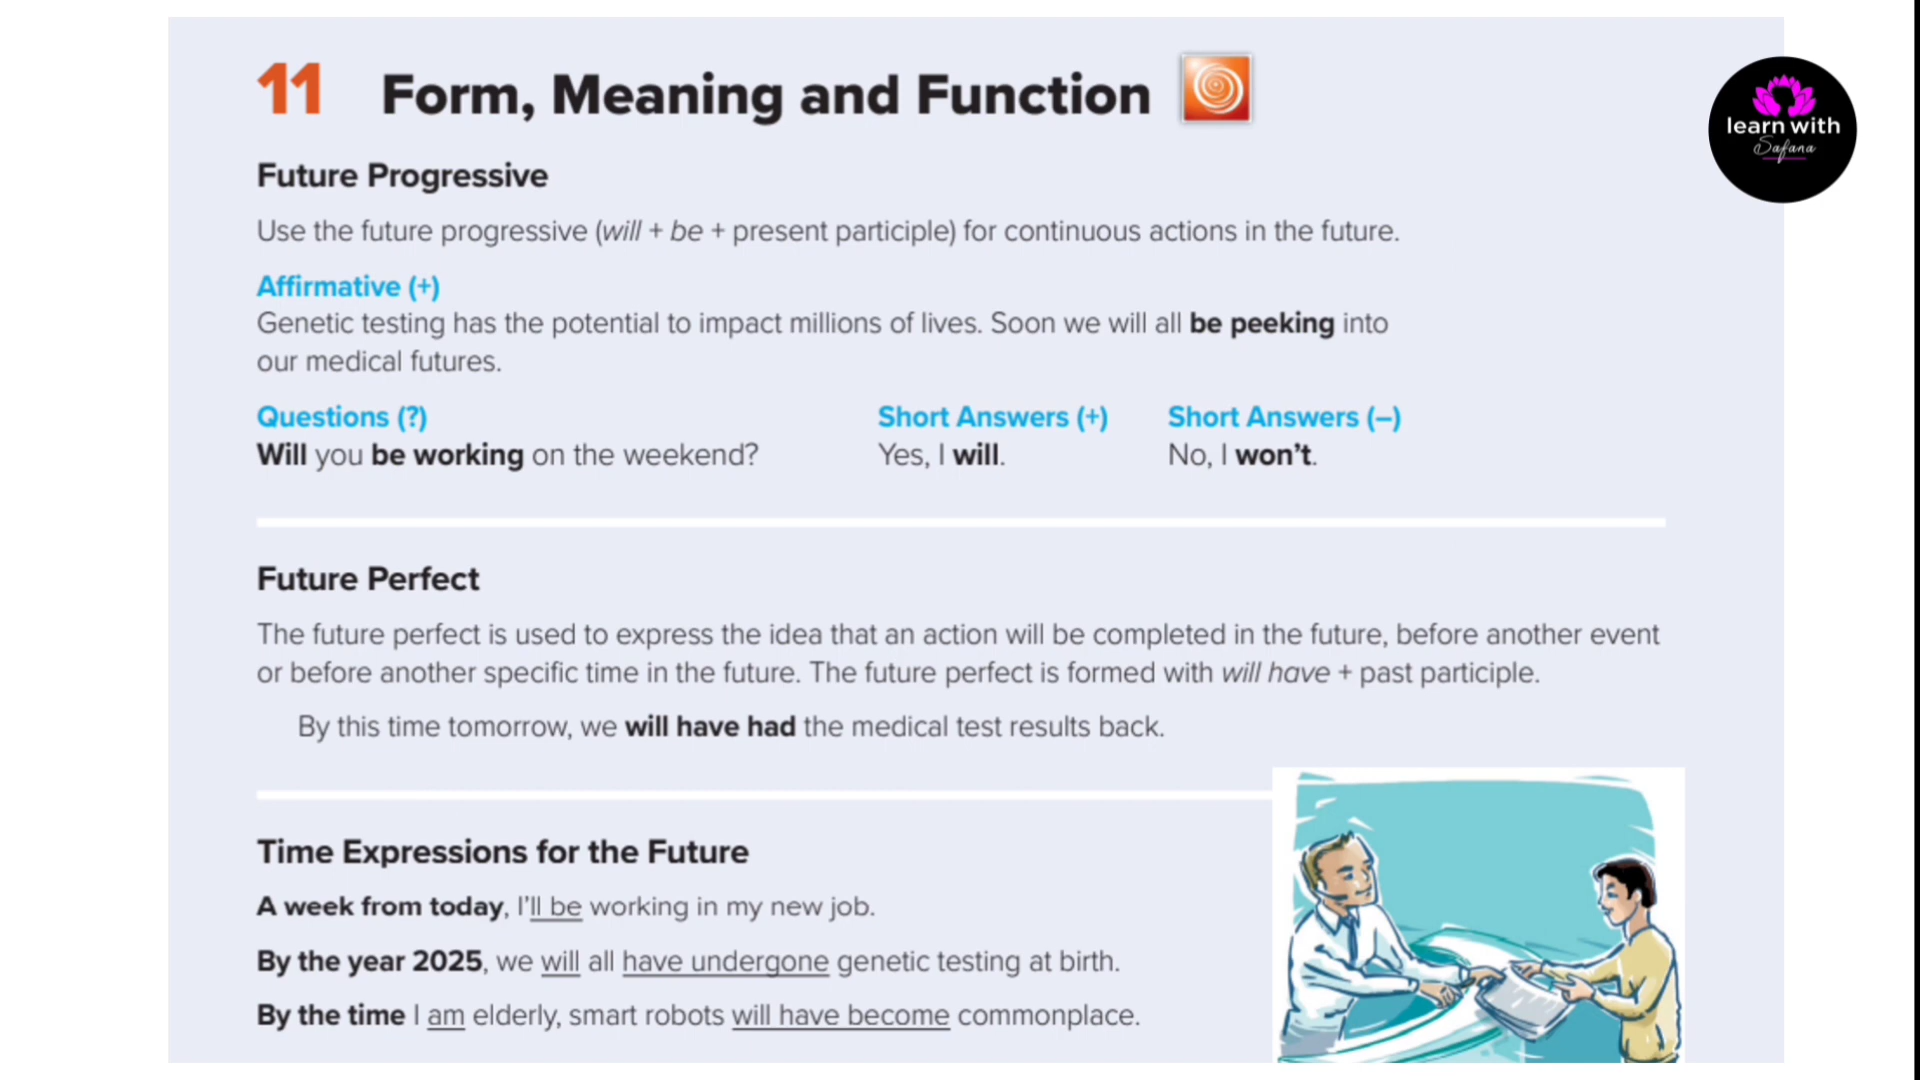 11 Form, Meaning and Function
learn with
Safana
Future Progressive
Use the future progressive (will + be + present participle) for continuous actions in the future.
Affirmative (+)
Genetic testing has the potential to impact millions of lives. Soon we will all be peeking into
our medical futures.
Questions (?) Short Answers (+) Short Answers (–)
Will you be working on the weekend? Yes, I will. No, I won't.
Future Perfect
The future perfect is used to express the idea that an action will be completed in the future, before another event
or before another specific time in the future. The future perfect is formed with will have + past participle.
By this time tomorrow, we will have had the medical test results back.
Time Expressions for the Future
A week from today, I'll be working in my new job.
By the year 2025, we will all have undergone genetic testing at birth.
By the time I am elderly, smart robots will have become commonplace.